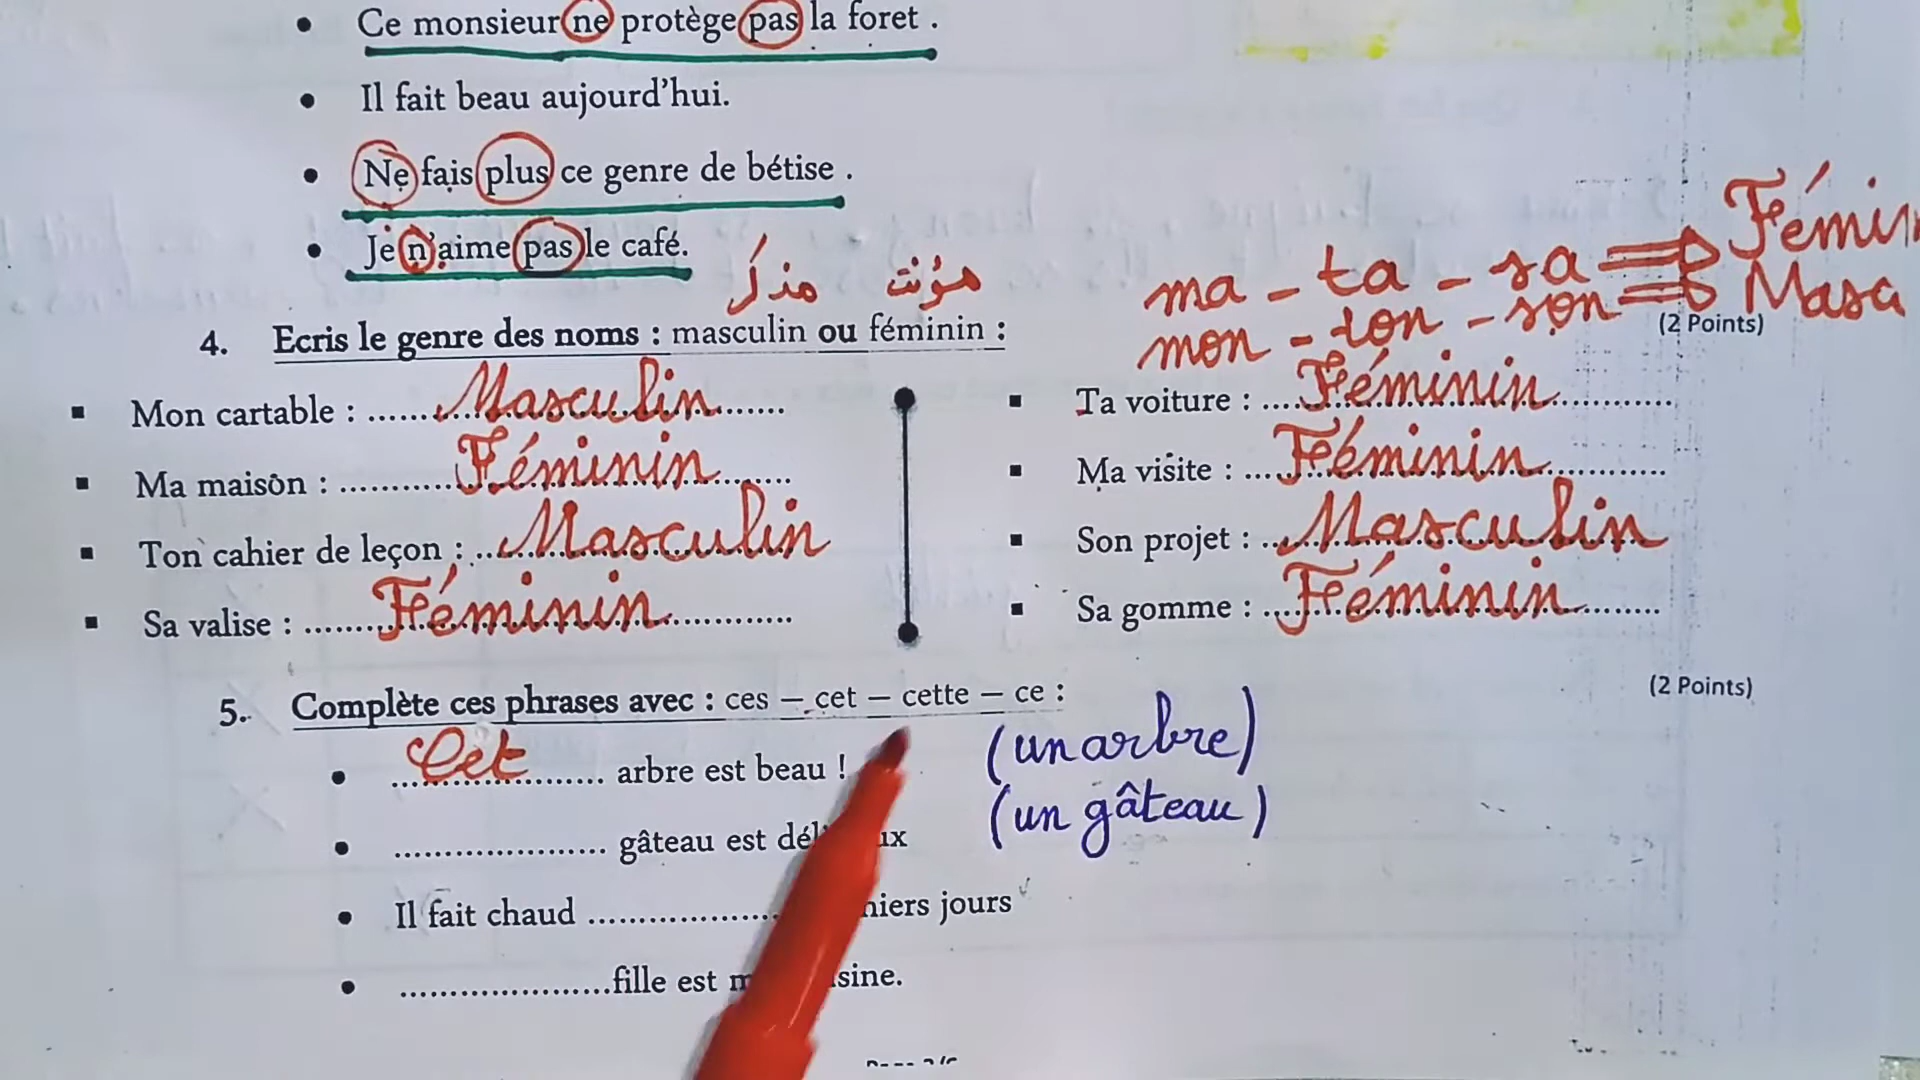 Ce monsieur ne protège pas la foret .
Il fait beau aujourd'hui.
Ne fais plus ce genre de bétise .
Je n'aime pas le café.
مذكر مؤنث
ma - ta - sa ⇒ Fémin
mon - ton - son ⇒ Masc
4. Ecris le genre des noms : masculin ou féminin : (2 Points)
Mon cartable : Masculin
Ma maison : Féminin
Ton cahier de leçon : Masculin
Sa valise : Féminin
Ta voiture : Féminin
Ma visite : Féminin
Son projet : Masculin
Sa gomme : Féminin
5. Complète ces phrases avec : ces – cet – cette – ce : (2 Points)
Cet arbre est beau ! (un arbre)
..................... gâteau est (un gâteau)
Il fait chaud ................... jours
.....................fille est